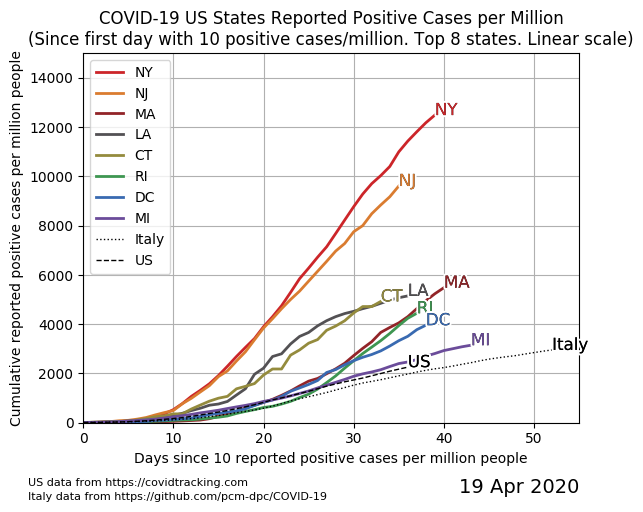 COVID-19 US States Reported Positive Cases per Million
(Since first day with 10 positive cases/million. Top 8 states. Linear scale)
Cumulative reported positive cases per million people
14000
12000
10000
8000
6000
4000
2000
0
NY
NJ
MA
LA
CT
RI
DC
MI
Italy
US
NY
NJ
MA
LA
CT
RI
DC
MI
US
Italy
0 10 20 30 40 50
Days since 10 reported positive cases per million people
US data from https://covidtracking.com
Italy data from https://github.com/pcm-dpc/COVID-19
19 Apr 2020